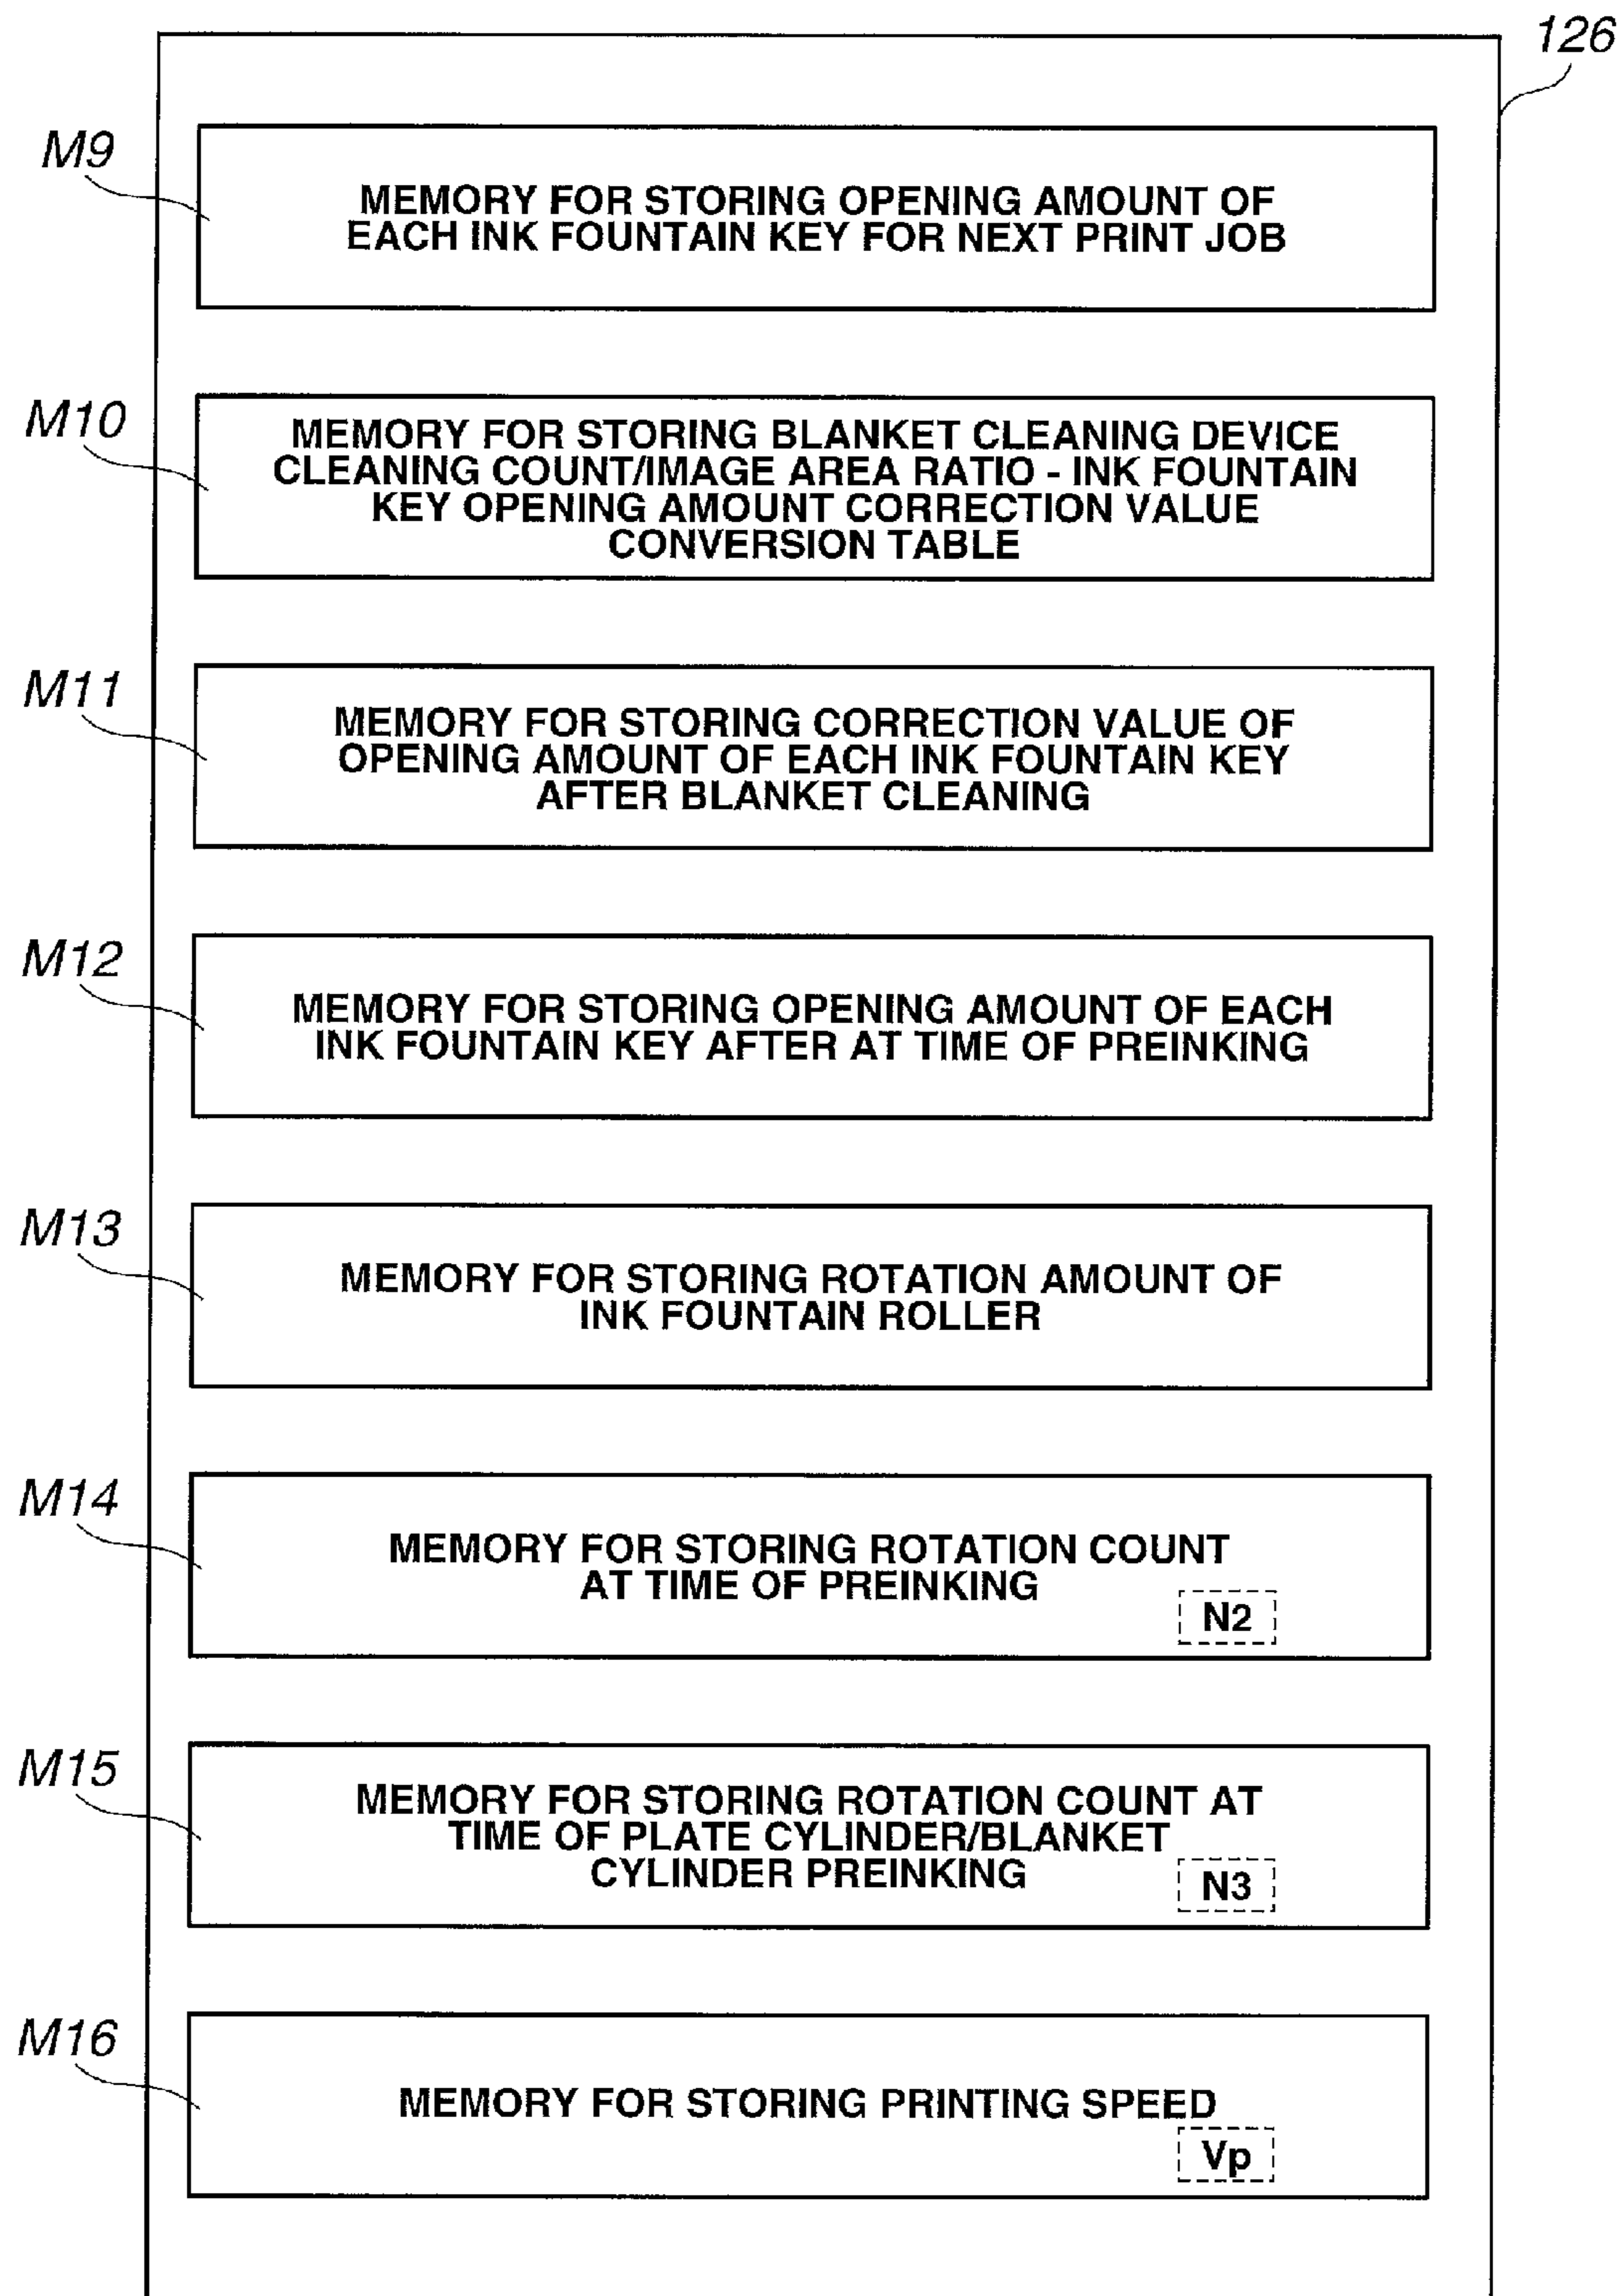 126
M9
MEMORY FOR STORING OPENING AMOUNT OF
EACH INK FOUNTAIN KEY FOR NEXT PRINT JOB
M10
MEMORY FOR STORING BLANKET CLEANING DEVICE
CLEANING COUNT/IMAGE AREA RATIO - INK FOUNTAIN
KEY OPENING AMOUNT CORRECTION VALUE
CONVERSION TABLE
M11
MEMORY FOR STORING CORRECTION VALUE OF
OPENING AMOUNT OF EACH INK FOUNTAIN KEY
AFTER BLANKET CLEANING
M12
MEMORY FOR STORING OPENING AMOUNT OF EACH
INK FOUNTAIN KEY AFTER AT TIME OF PREINKING
M13
MEMORY FOR STORING ROTATION AMOUNT OF
INK FOUNTAIN ROLLER
M14
MEMORY FOR STORING ROTATION COUNT
AT TIME OF PREINKING
N2
M15
MEMORY FOR STORING ROTATION COUNT AT
TIME OF PLATE CYLINDER/BLANKET
CYLINDER PREINKING
N3
M16
MEMORY FOR STORING PRINTING SPEED
Vp